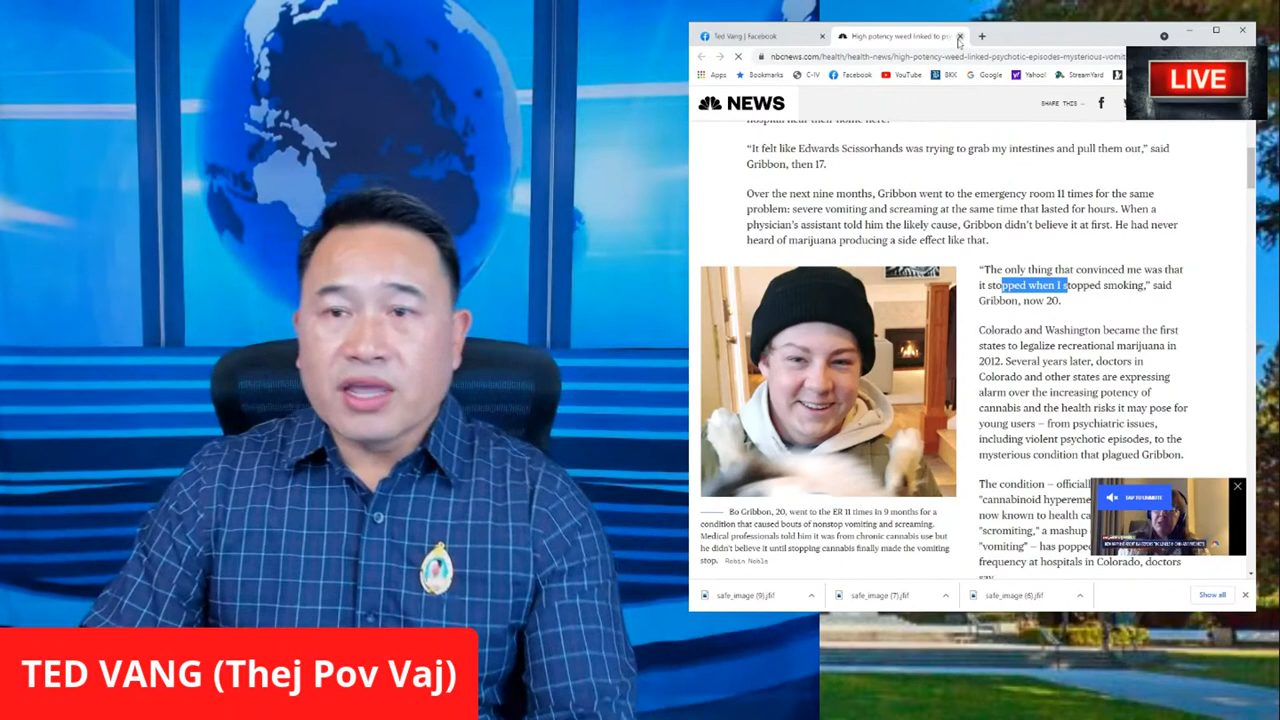 Ted Vang | Facebook
High potency weed linked to psy
nbcnews.com/health/health-news/high-potency-weed-linked-psychotic-episodes-mysterious-vomit
Apps Bookmarks C-IV Facebook YouTube BKK Google Yahoo! StreamYard
LIVE
NEWS
SHARE THIS —
hospital near their home here.
“It felt like Edwards Scissorhands was trying to grab my intestines and pull them out,” said
Gribbon, then 17.
Over the next nine months, Gribbon went to the emergency room 11 times for the same
problem: severe vomiting and screaming at the same time that lasted for hours. When a
physician’s assistant told him the likely cause, Gribbon didn’t believe it at first. He had never
heard of marijuana producing a side effect like that.
“The only thing that convinced me was that
it stopped when I stopped smoking,” said
Gribbon, now 20.
Colorado and Washington became the first
states to legalize recreational marijuana in
2012. Several years later, doctors in
Colorado and other states are expressing
alarm over the increasing potency of
cannabis and the health risks it may pose for
young users — from psychiatric issues,
including violent psychotic episodes, to the
mysterious condition that plagued Gribbon.
The condition — officiall
"cannabinoid hypereme
now known to health ca
"scromiting," a mashup
"vomiting" — has popped
frequency at hospitals in Colorado, doctors
say.
TAP TO UNMUTE
Bo Gribbon, 20, went to the ER 11 times in 9 months for a
condition that caused bouts of nonstop vomiting and screaming.
Medical professionals told him it was from chronic cannabis use but
he didn’t believe it until stopping cannabis finally made the vomiting
stop. Robin Noble
safe_image (9).jfif
safe_image (7).jfif
safe_image (6).jfif
Show all
TED VANG (Thej Pov Vaj)